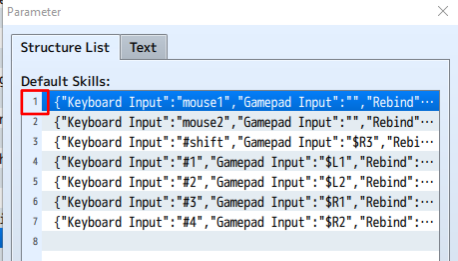 Parameter
Structure List Text
Default Skills:
1 {"Keyboard Input":"mouse1","Gamepad Input":"","Rebind"···
2 {"Keyboard Input":"mouse2","Gamepad Input":"","Rebind"···
3 {"Keyboard Input":"#shift","Gamepad Input":"$R3","Rebi···
4 {"Keyboard Input":"#1","Gamepad Input":"$L1","Rebind":···
5 {"Keyboard Input":"#2","Gamepad Input":"$L2","Rebind":···
6 {"Keyboard Input":"#3","Gamepad Input":"$R1","Rebind":···
7 {"Keyboard Input":"#4","Gamepad Input":"$R2","Rebind":···
8